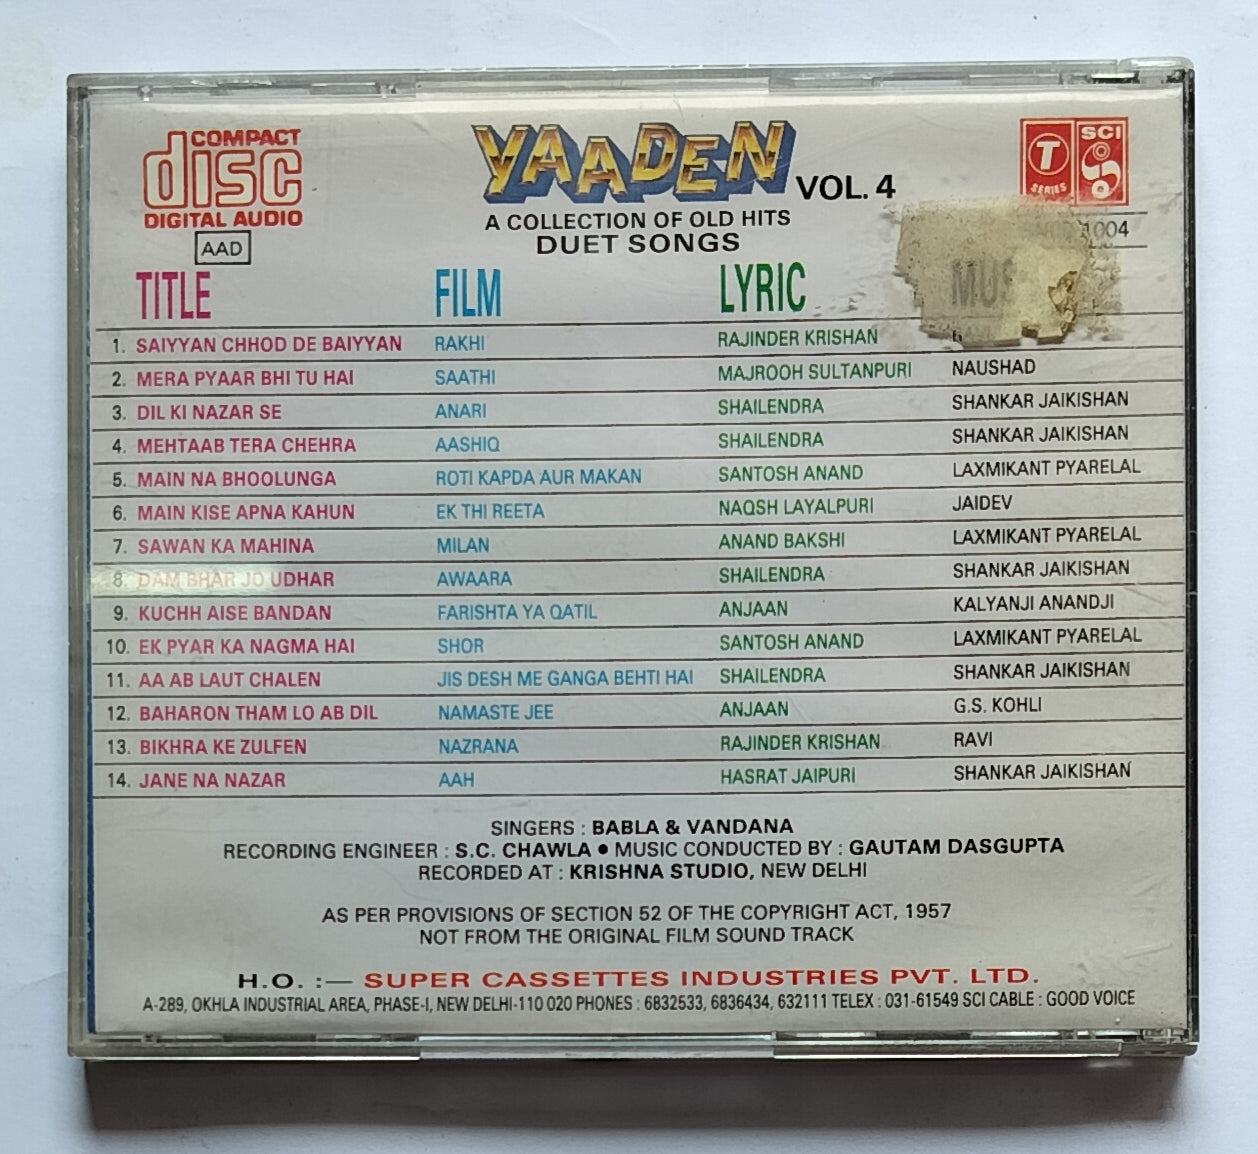 COMPACT
disc
DIGITAL AUDIO
AAD
YAADEN VOL. 4
A COLLECTION OF OLD HITS
DUET SONGS
T SERIES SCI
1004
TITLE FILM LYRIC
1. SAIYYAN CHHOD DE BAIYYAN RAKHI RAJINDER KRISHAN
2. MERA PYAAR BHI TU HAI SAATHI MAJROOH SULTANPURI NAUSHAD
3. DIL KI NAZAR SE ANARI SHAILENDRA SHANKAR JAIKISHAN
4. MEHTAAB TERA CHEHRA AASHIQ SHAILENDRA SHANKAR JAIKISHAN
5. MAIN NA BHOOLUNGA ROTI KAPDA AUR MAKAN SANTOSH ANAND LAXMIKANT PYARELAL
6. MAIN KISE APNA KAHUN EK THI REETA NAQSH LAYALPURI JAIDEV
7. SAWAN KA MAHINA MILAN ANAND BAKSHI LAXMIKANT PYARELAL
8. DAM BHAR JO UDHAR AWAARA SHAILENDRA SHANKAR JAIKISHAN
9. KUCHH AISE BANDAN FARISHTA YA QATIL ANJAAN KALYANJI ANANDJI
10. EK PYAR KA NAGMA HAI SHOR SANTOSH ANAND LAXMIKANT PYARELAL
11. AA AB LAUT CHALEN JIS DESH ME GANGA BEHTI HAI SHAILENDRA SHANKAR JAIKISHAN
12. BAHARON THAM LO AB DIL NAMASTE JEE ANJAAN G.S. KOHLI
13. BIKHRA KE ZULFEN NAZRANA RAJINDER KRISHAN RAVI
14. JANE NA NAZAR AAH HASRAT JAIPURI SHANKAR JAIKISHAN
SINGERS : BABLA & VANDANA
RECORDING ENGINEER : S.C. CHAWLA ● MUSIC CONDUCTED BY : GAUTAM DASGUPTA
RECORDED AT : KRISHNA STUDIO, NEW DELHI
AS PER PROVISIONS OF SECTION 52 OF THE COPYRIGHT ACT, 1957
NOT FROM THE ORIGINAL FILM SOUND TRACK
H.O. :— SUPER CASSETTES INDUSTRIES PVT. LTD.
A-289, OKHLA INDUSTRIAL AREA, PHASE-I, NEW DELHI-110 020 PHONES : 6832533, 6836434, 632111 TELEX : 031-61549 SCI CABLE : GOOD VOICE